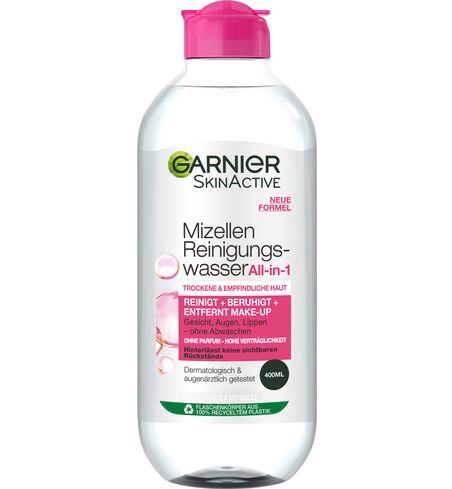 GARNIER
SKINACTIVE
NEUE
FORMEL
Mizellen
Reinigungs-
wasser All-in-1
TROCKENE & EMPFINDLICHE HAUT
REINIGT + BERUHIGT +
ENTFERNT MAKE-UP
Gesicht, Augen, Lippen
– ohne Abwaschen
OHNE PARFUM - HOHE VERTRÄGLICHKEIT
Hinterlässt keine sichtbaren
Rückstände
Dermatologisch &
augenärztlich getestet
400ML
FLASCHENKÖRPER AUS
100% RECYCELTEM PLASTIK